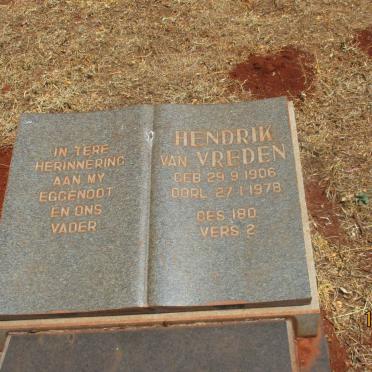 IN TERE
HERINNERING
AAN MY
EGGENOOT
EN ONS
VADER
HENDRIK
VAN VREDEN
GEB 29.9.1906
OORL 27.1.1978
GES 180
VERS 2